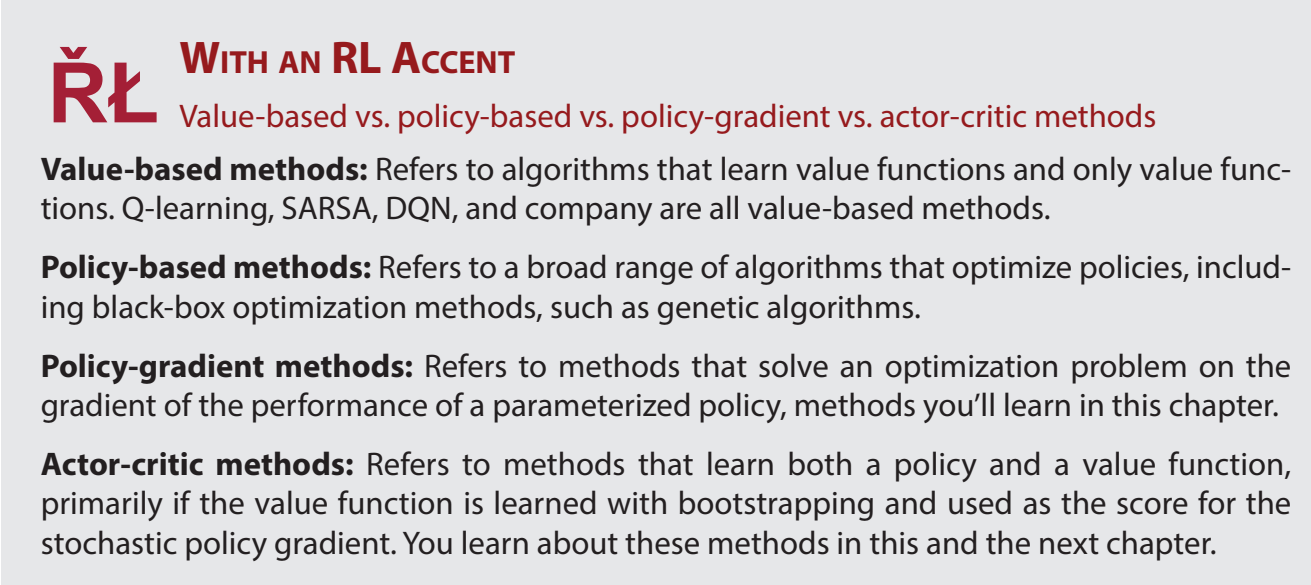 ŘŁ
WITH AN RL ACCENT
Value-based vs. policy-based vs. policy-gradient vs. actor-critic methods
Value-based methods: Refers to algorithms that learn value functions and only value func-
tions. Q-learning, SARSA, DQN, and company are all value-based methods.
Policy-based methods: Refers to a broad range of algorithms that optimize policies, includ-
ing black-box optimization methods, such as genetic algorithms.
Policy-gradient methods: Refers to methods that solve an optimization problem on the
gradient of the performance of a parameterized policy, methods you’ll learn in this chapter.
Actor-critic methods: Refers to methods that learn both a policy and a value function,
primarily if the value function is learned with bootstrapping and used as the score for the
stochastic policy gradient. You learn about these methods in this and the next chapter.